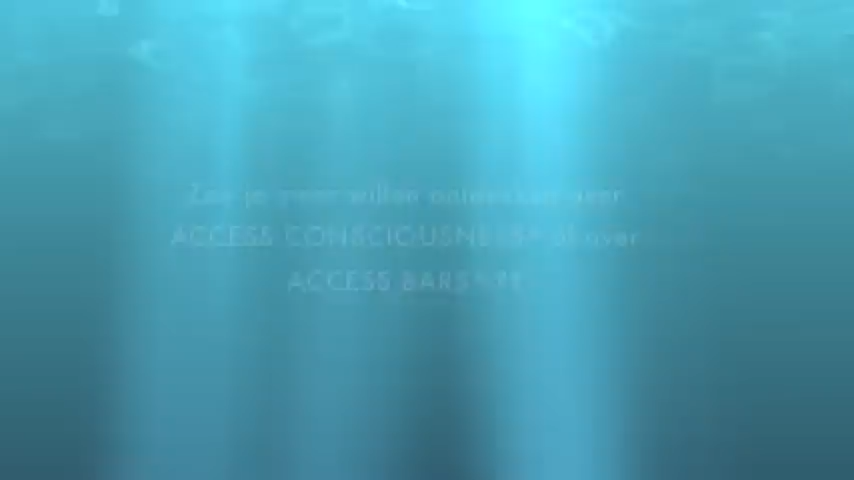 Zou je meer willen ontdekken over
ACCESS CONSCIOUSNESS® of over
ACCESS BARS®?